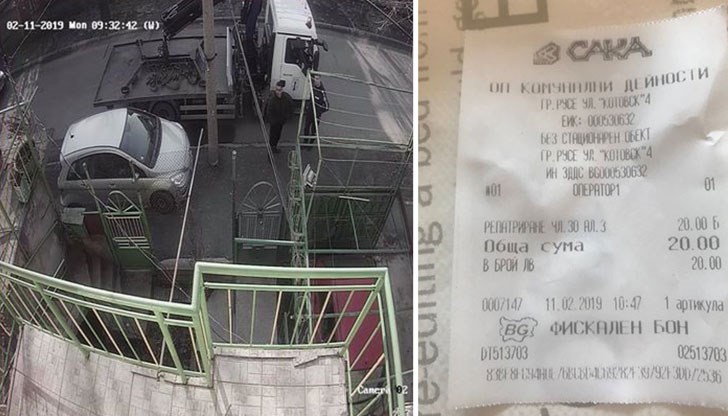 02-11-2019 Mon 09:32:42 (W)
Camera 02
САКА
ОП КОМУНАЛНИ ДЕЙНОСТИ
ГР.РУСЕ УЛ."КОТОВСК"4
ЕИК: 000530632
БЕЗ СТАЦИОНАРЕН ОБЕКТ
ГР.РУСЕ УЛ."КОТОВСК"4
ИН ЗДДС BG000530632
#01 ОПЕРАТОР1 01
РЕПАТРИРАНЕ ЧЛ.30 АЛ.3 20.00 Б
Обща сума 20.00
В БРОЙ ЛВ 20.00
0007147 11.02.2019 10:47 1 артикула
BG ФИСКАЛЕН БОН
DT513703 02513703
e-editing a bed